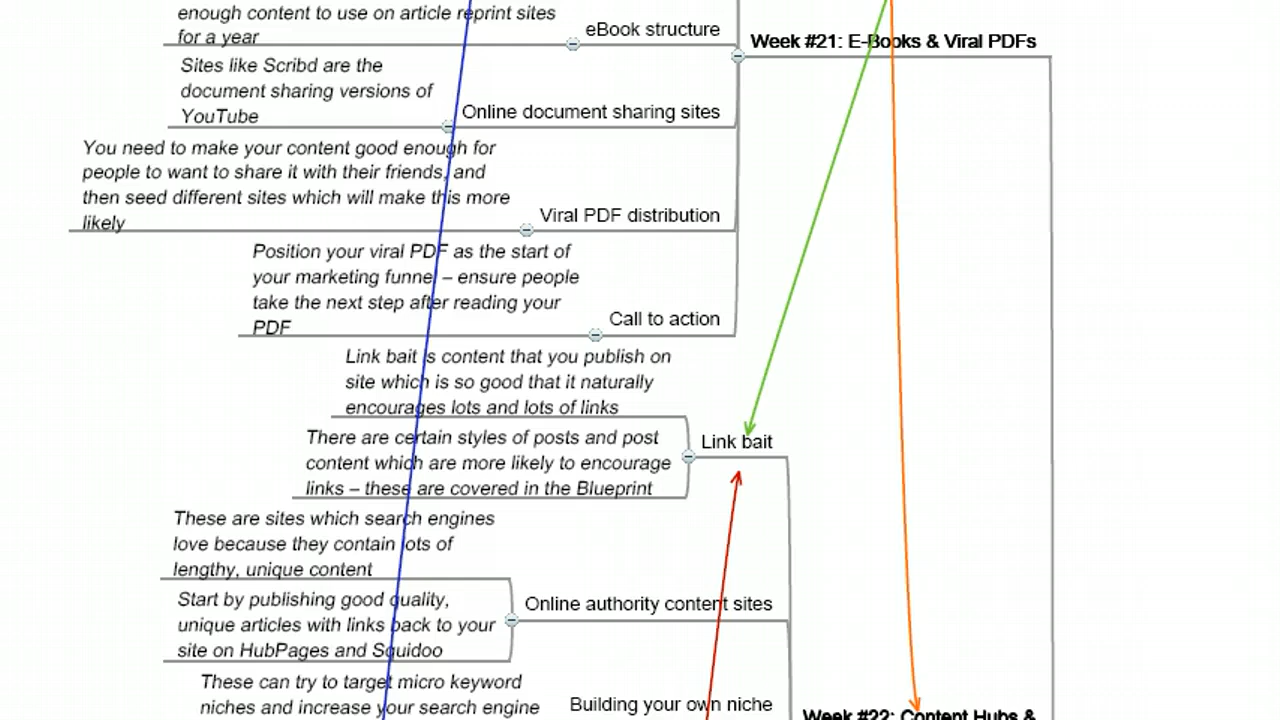 enough content to use on article reprint sites
for a year
eBook structure
Week #21: E-Books & Viral PDFs
Sites like Scribd are the
document sharing versions of
YouTube
Online document sharing sites
You need to make your content good enough for
people to want to share it with their friends, and
then seed different sites which will make this more
likely
Viral PDF distribution
Position your viral PDF as the start of
your marketing funnel – ensure people
take the next step after reading your
PDF
Call to action
Link bait is content that you publish on
site which is so good that it naturally
encourages lots and lots of links
There are certain styles of posts and post
content which are more likely to encourage
links – these are covered in the Blueprint
Link bait
These are sites which search engines
love because they contain lots of
lengthy, unique content
Start by publishing good quality,
unique articles with links back to your
site on HubPages and Squidoo
Online authority content sites
These can try to target micro keyword
niches and increase your search engine
Building your own niche
Week #22: Content Hubs &